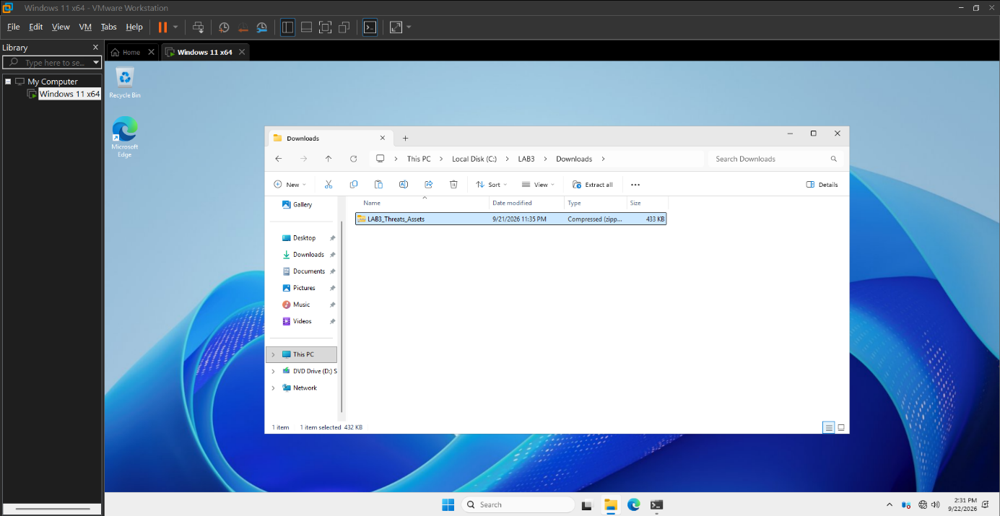 Windows 11 x64 - VMware Workstation
File Edit View VM Tabs Help
Library
Type here to se...
My Computer
Windows 11 x64
Home
Windows 11 x64
Recycle Bin
Microsoft
Edge
Downloads
This PC
Local Disk (C:)
LAB3
Downloads
Search Downloads
New
Sort
View
Extract all
Details
Gallery
Desktop
Downloads
Documents
Pictures
Music
Videos
This PC
DVD Drive (D:) S
Network
Name Date modified Type Size
LAB3_Threats_Assets 9/21/2026 11:35 PM Compressed (zipp... 433 KB
1 item 1 item selected 432 KB
Search
2:31 PM
9/22/2026